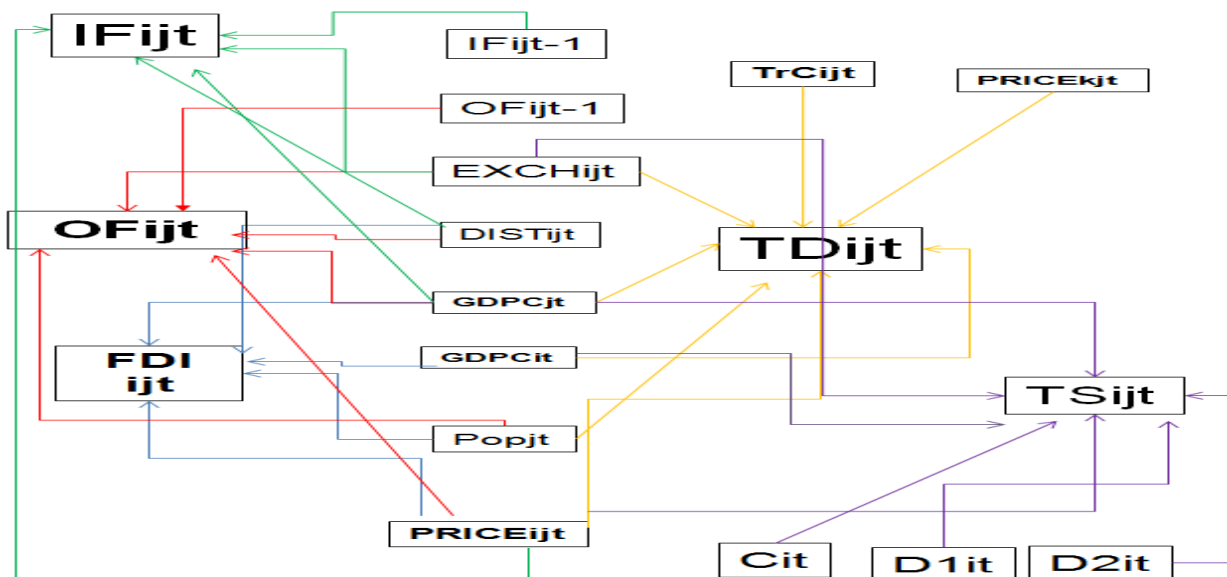 IFijt
IFijt-1
TrCijt
PRICEkjt
OFijt-1
EXCHijt
OFijt
DISTijt
TDijt
GDPCjt
FDI
ijt
GDPCit
TSijt
Popjt
PRICEijt
Cit
D1it
D2it